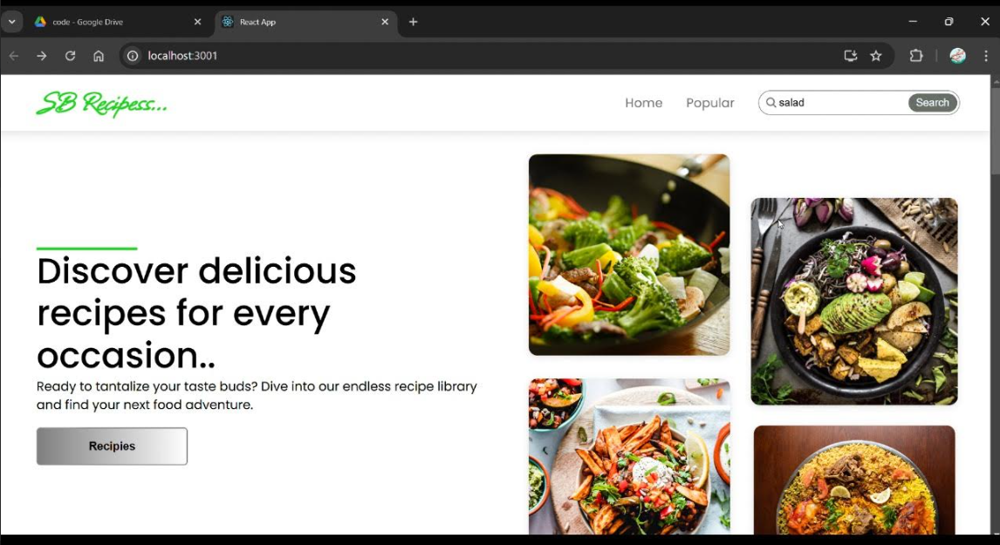 code - Google Drive
React App
localhost:3001
SB Recipess...
Home
Popular
salad
Search
Discover delicious
recipes for every
occasion..
Ready to tantalize your taste buds? Dive into our endless recipe library
and find your next food adventure.
Recipies